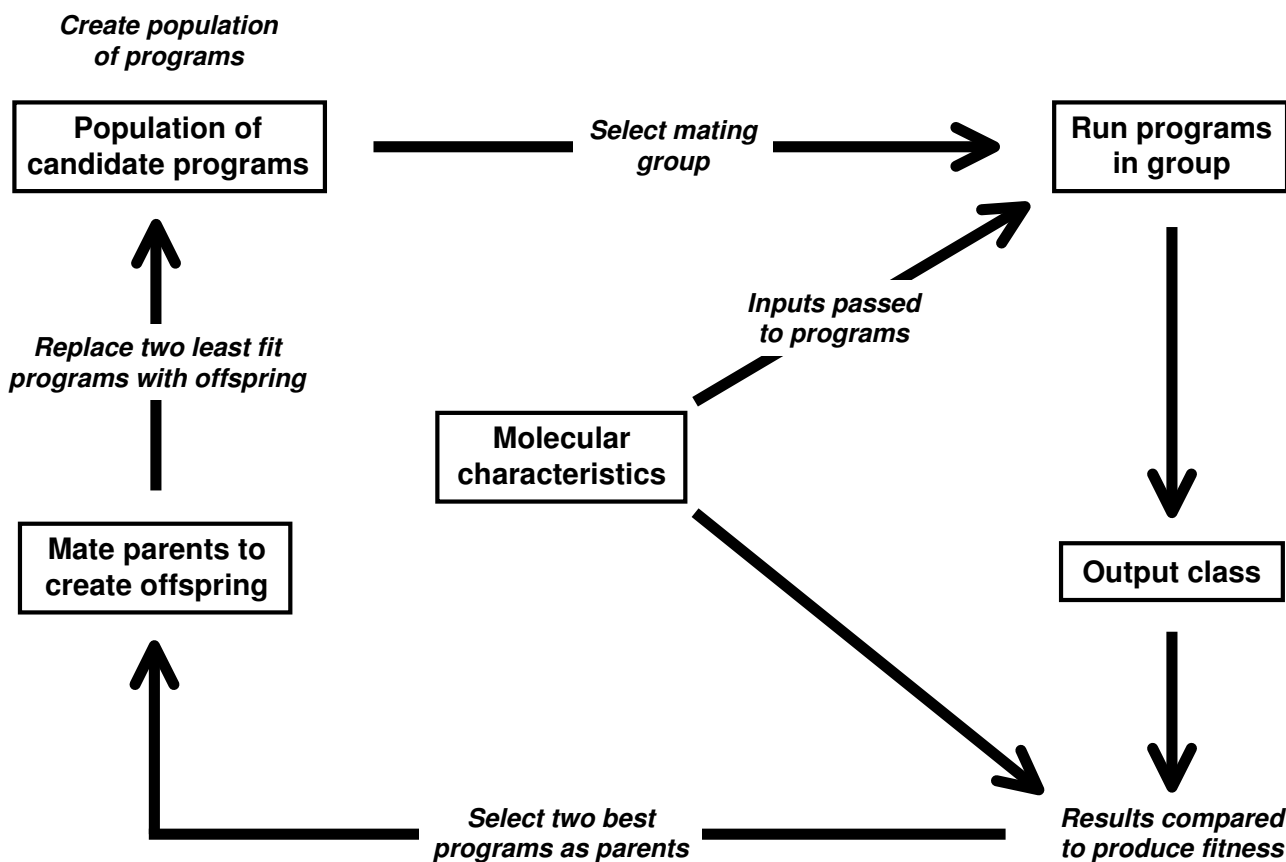 Create population
of programs
Population of
candidate programs
Select mating
group
Run programs
in group
Inputs passed
to programs
Replace two least fit
programs with offspring
Molecular
characteristics
Mate parents to
create offspring
Output class
Select two best
programs as parents
Results compared
to produce fitness